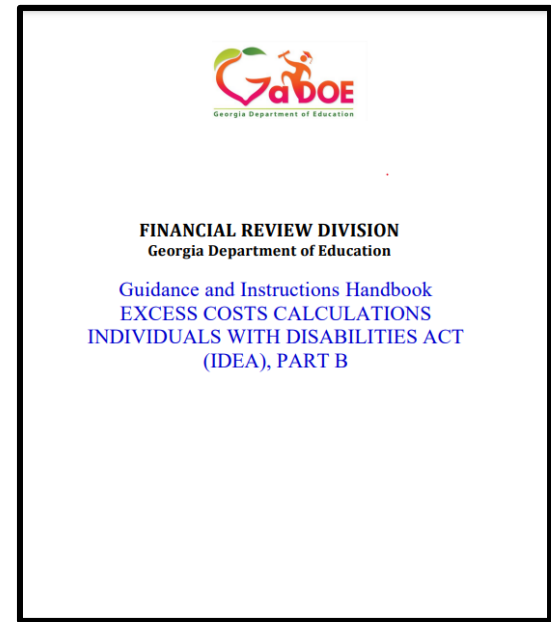 GaDOE
Georgia Department of Education
FINANCIAL REVIEW DIVISION
Georgia Department of Education
Guidance and Instructions Handbook
EXCESS COSTS CALCULATIONS
INDIVIDUALS WITH DISABILITIES ACT
(IDEA), PART B